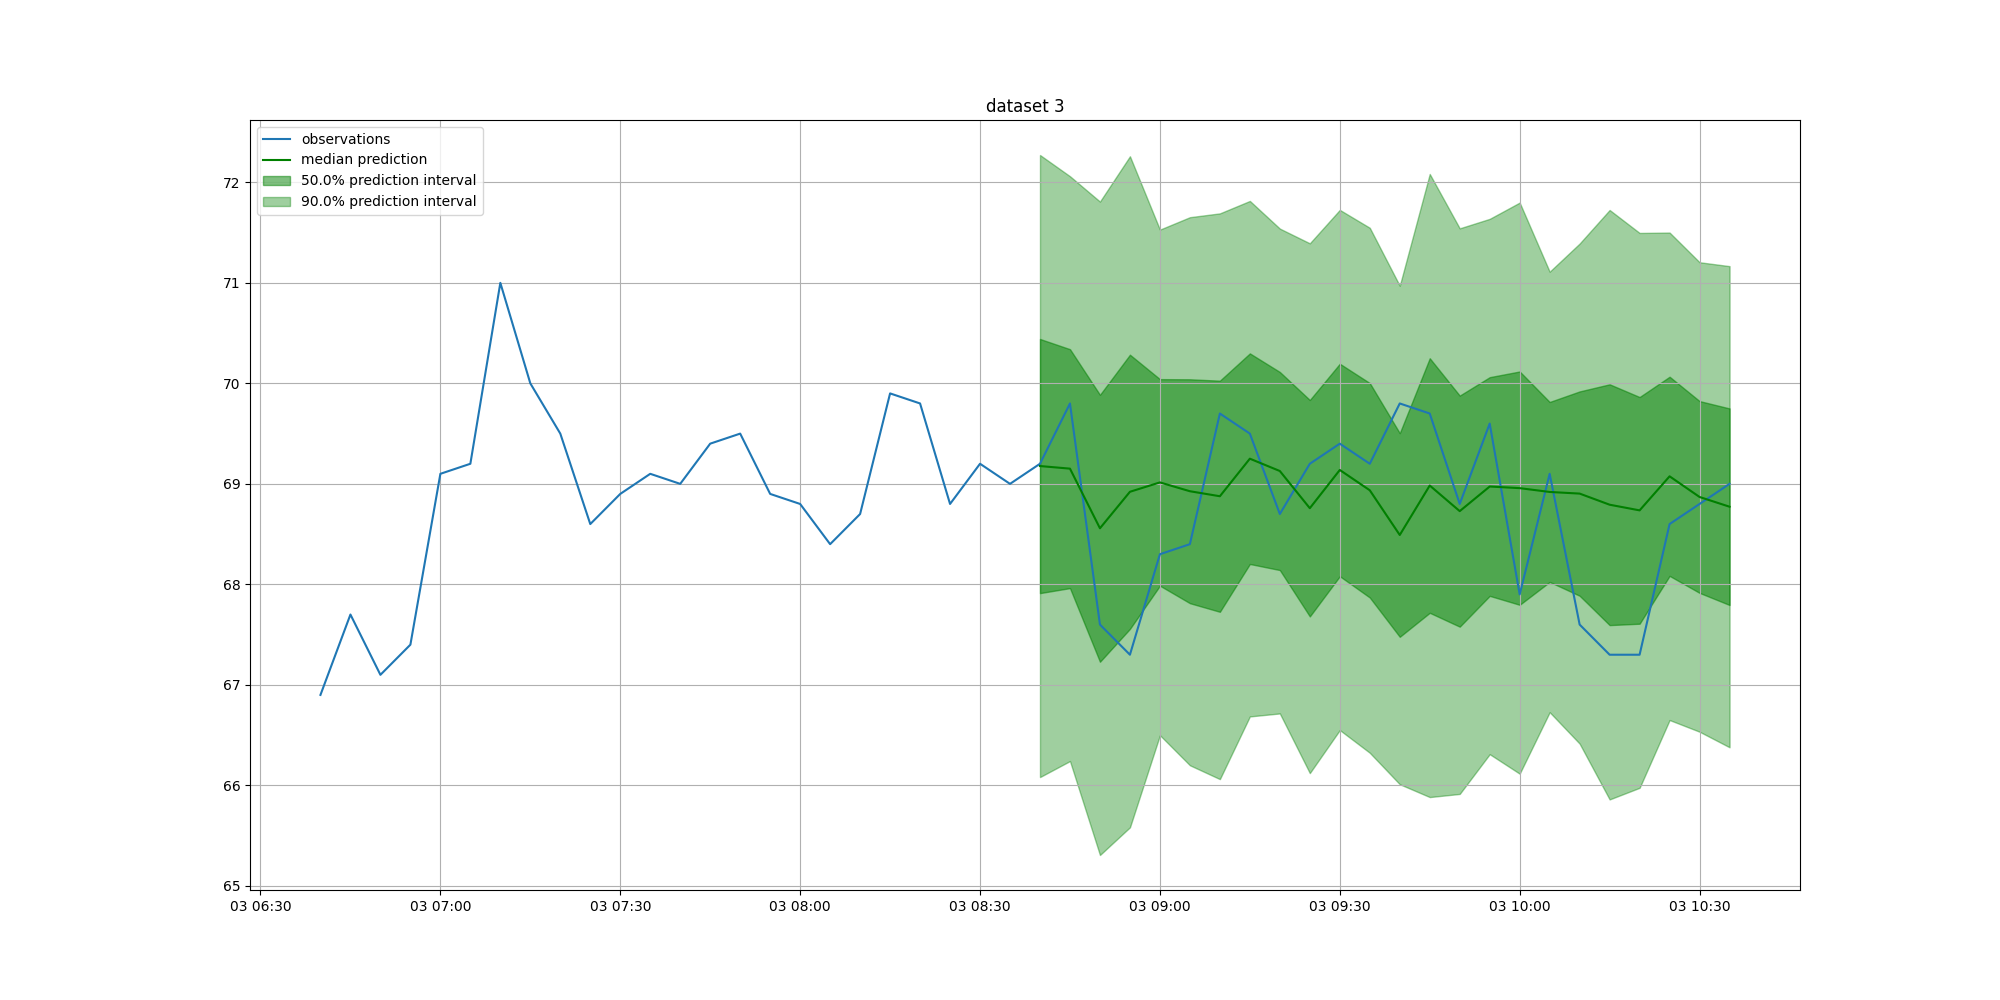 dataset 3
observations
median prediction
50.0% prediction interval
90.0% prediction interval
72
71
70
69
68
67
66
65
03 06:30 03 07:00 03 07:30 03 08:00 03 08:30 03 09:00 03 09:30 03 10:00 03 10:30